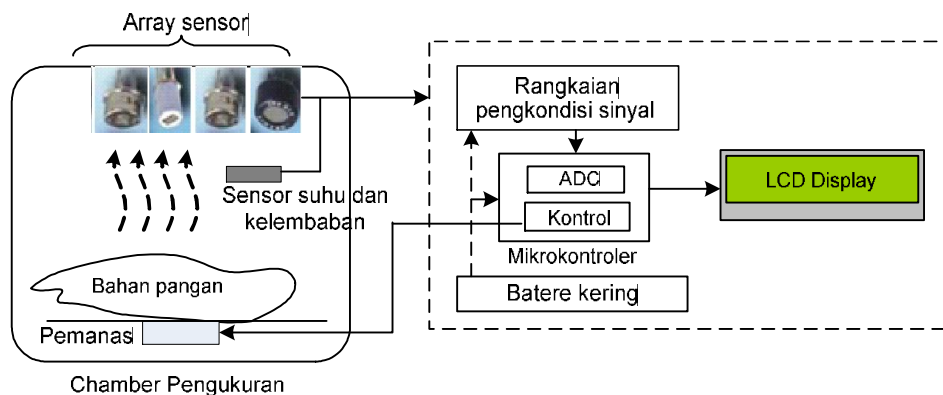 Array sensor
Rangkaian
pengkondisi sinyal
ADC
Kontrol
Mikrokontroler
LCD Display
Sensor suhu dan
kelembaban
Bahan pangan
Batere kering
Pemanas
Chamber Pengukuran